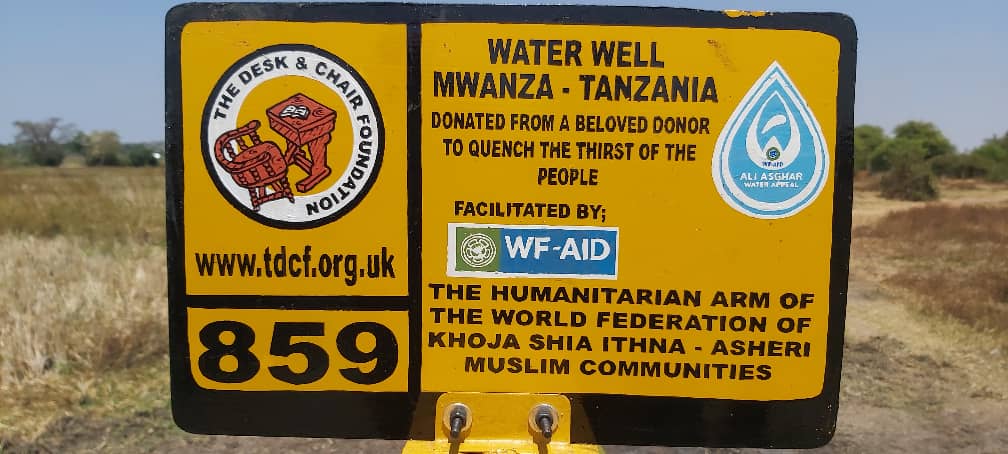 THE DESK & CHAIR FOUNDATION
www.tdcf.org.uk
859
WATER WELL
MWANZA - TANZANIA
DONATED FROM A BELOVED DONOR
TO QUENCH THE THIRST OF THE
PEOPLE
FACILITATED BY;
WF-AID
THE HUMANITARIAN ARM OF
THE WORLD FEDERATION OF
KHOJA SHIA ITHNA - ASHERI
MUSLIM COMMUNITIES
WF-AID
ALI ASGHAR
WATER APPEAL